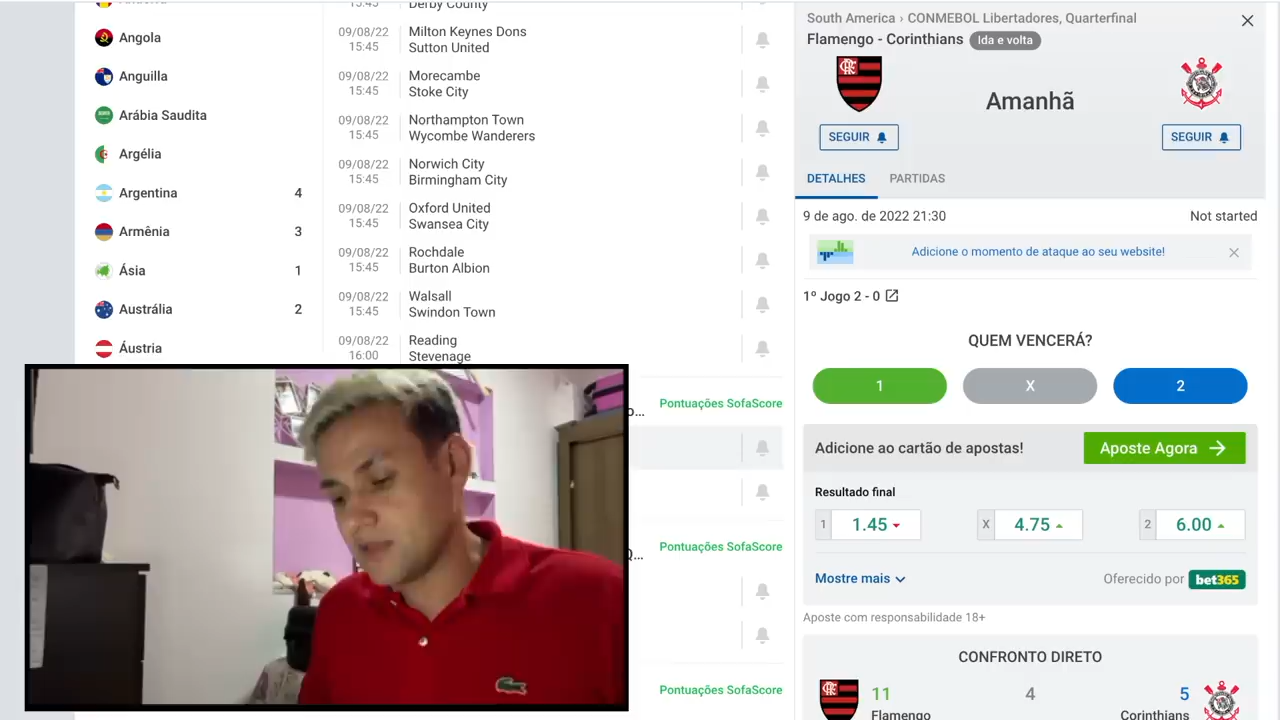 Angola
Anguilla
Arábia Saudita
Argélia
Argentina 4
Armênia 3
Ásia 1
Austrália 2
Áustria
15:45 Derby County
09/08/22 Milton Keynes Dons
15:45 Sutton United
09/08/22 Morecambe
15:45 Stoke City
09/08/22 Northampton Town
15:45 Wycombe Wanderers
09/08/22 Norwich City
15:45 Birmingham City
09/08/22 Oxford United
15:45 Swansea City
09/08/22 Rochdale
15:45 Burton Albion
09/08/22 Walsall
15:45 Swindon Town
09/08/22 Reading
16:00 Stevenage
Pontuações SofaScore
Pontuações SofaScore
Pontuações SofaScore
South America › CONMEBOL Libertadores, Quarterfinal
Flamengo - Corinthians Ida e volta
Amanhã
SEGUIR SEGUIR
DETALHES PARTIDAS
9 de ago. de 2022 21:30 Not started
Adicione o momento de ataque ao seu website!
1º Jogo 2 - 0
QUEM VENCERÁ?
1 X 2
Adicione ao cartão de apostas! Aposte Agora
Resultado final
1 1.45 X 4.75 2 6.00
Mostre mais Oferecido por bet365
Aposte com responsabilidade 18+
CONFRONTO DIRETO
11 4 5
Flamengo Corinthians